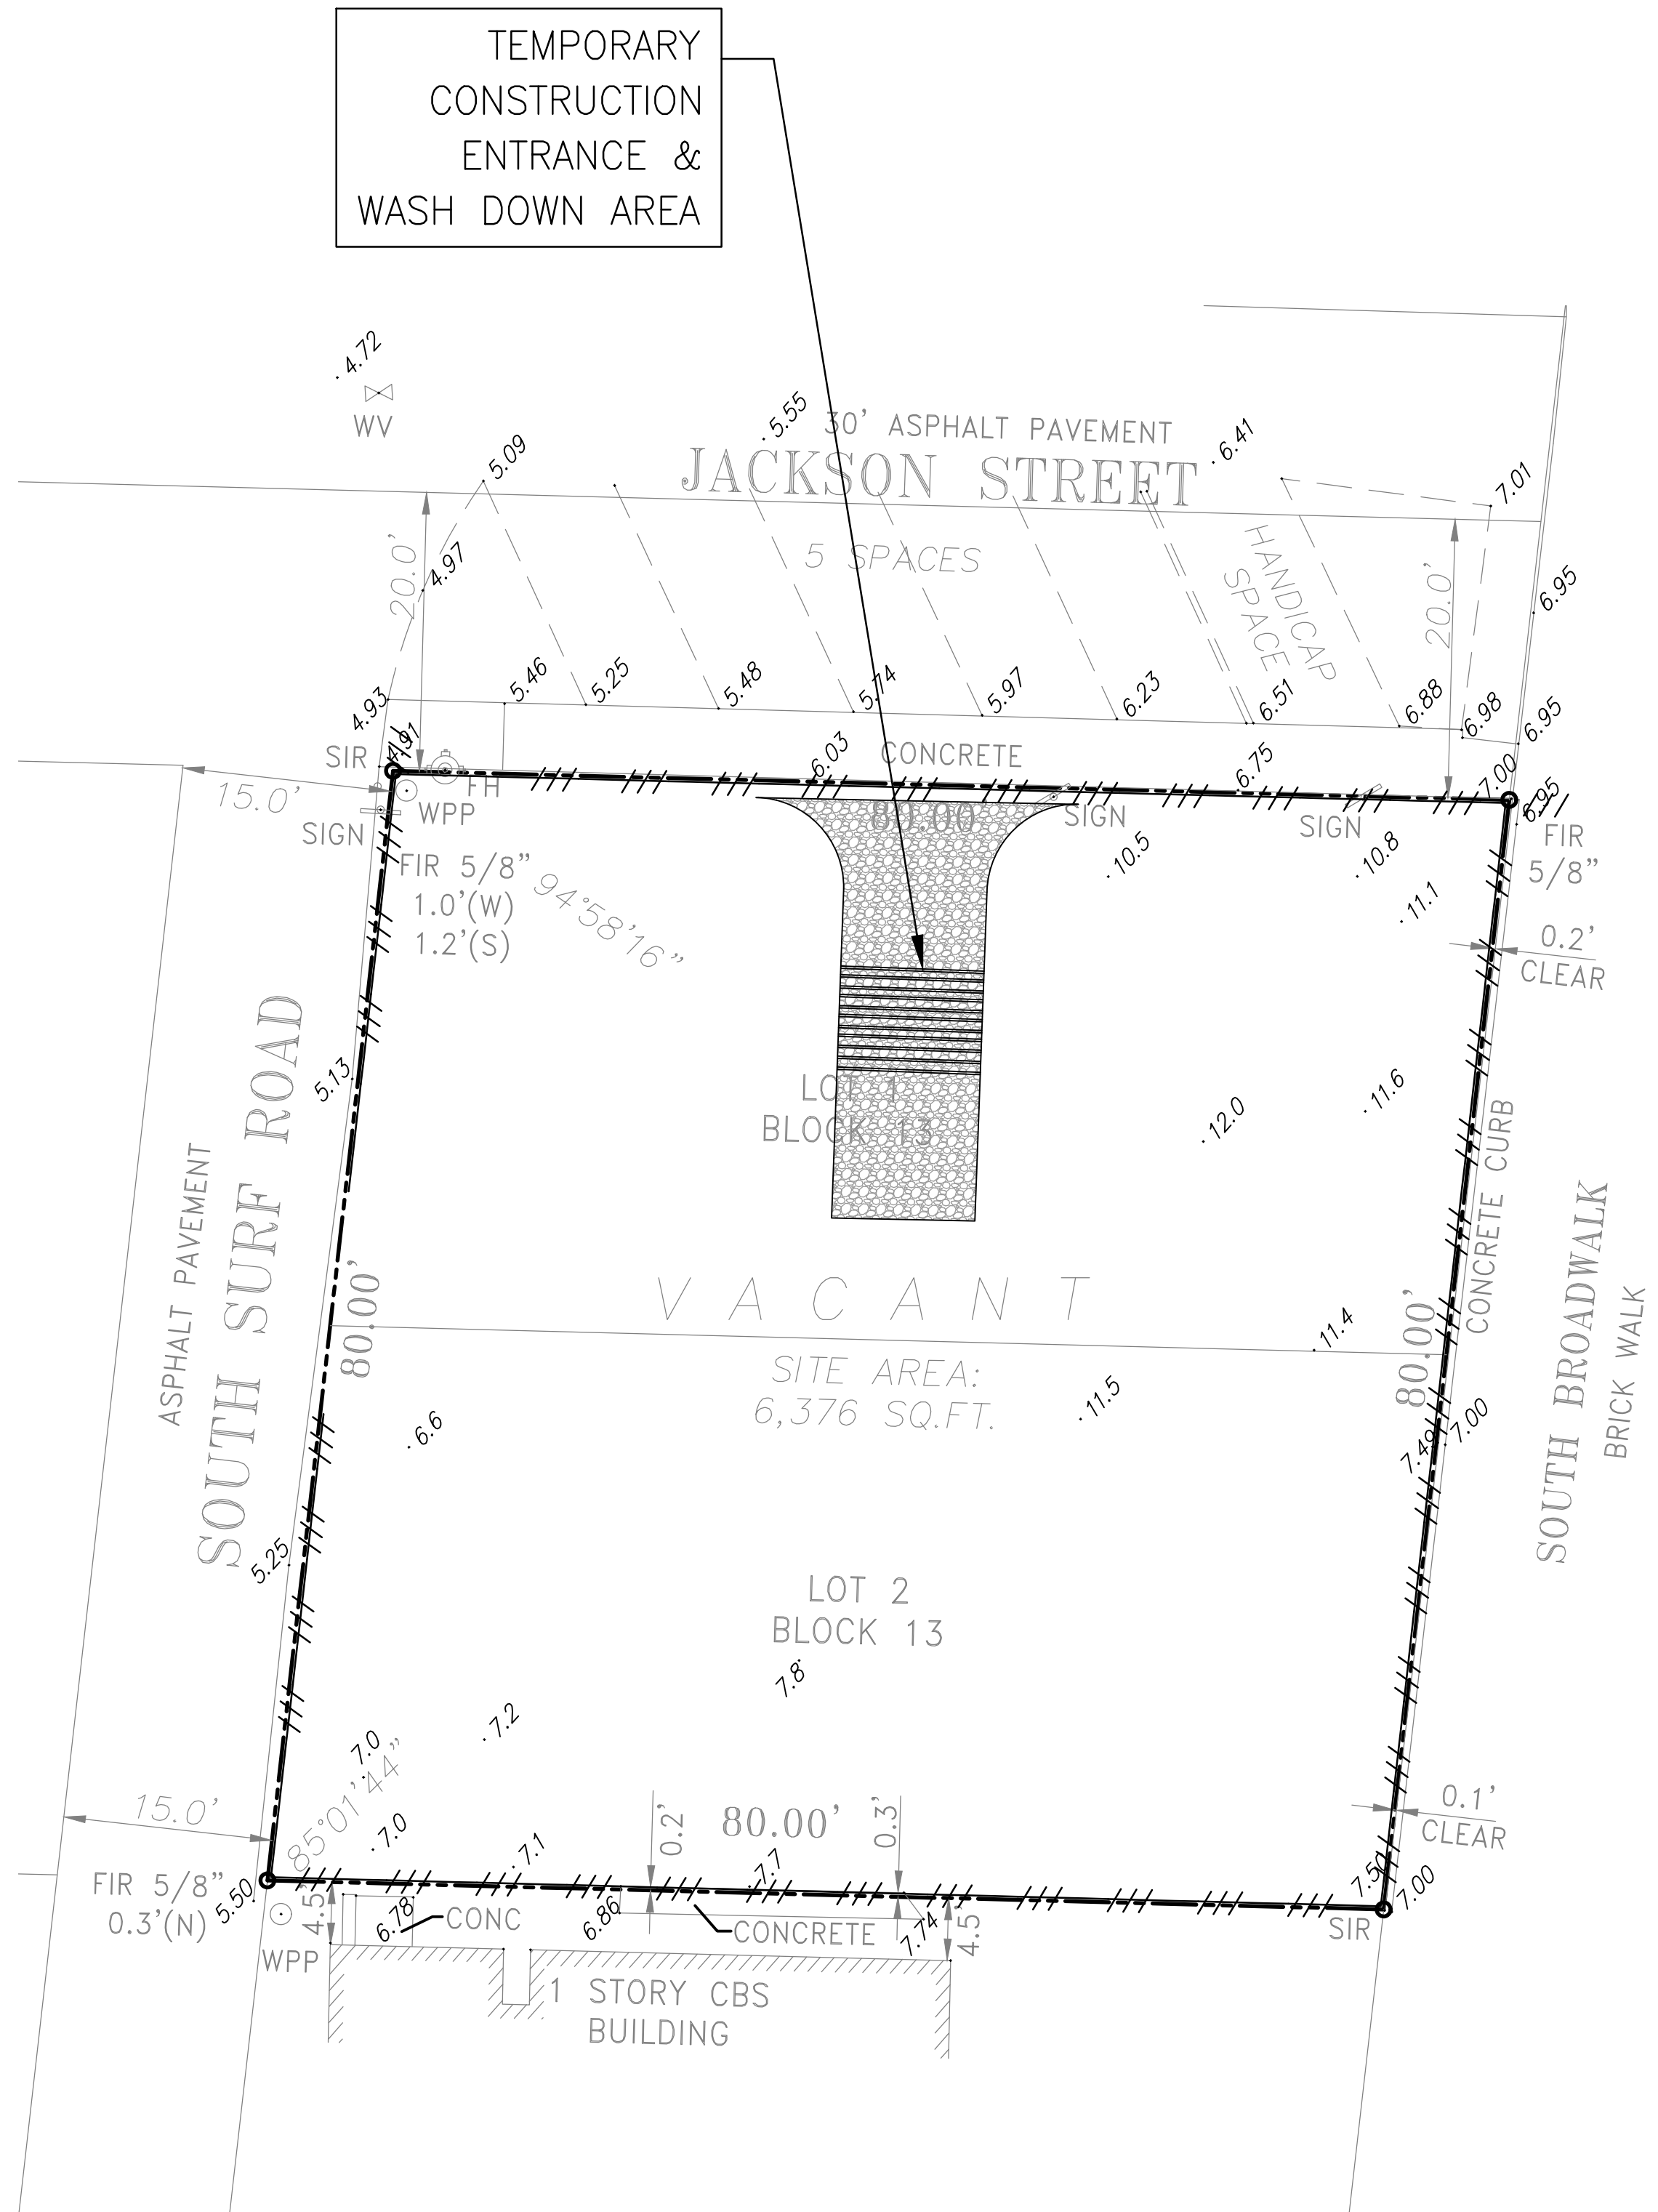 TEMPORARY
CONSTRUCTION
ENTRANCE &
WASH DOWN AREA
4.72
WV
5.09
5.55
30' ASPHALT PAVEMENT
JACKSON STREET
6.41
7.01
4.97
20.0'
5 SPACES
HANDICAP
SPACE
20.0'
6.95
4.93
5.46
5.25
5.48
5.74
5.97
6.23
6.51
6.88
6.98
6.95
SIR
4.91
FH
6.03
CONCRETE
6.75
7.00
6.95
15.0'
SIGN
WPP
80.00'
SIGN
SIGN
FIR
5/8"
FIR 5/8"
1.0'(W)
1.2'(S)
94°58'16"
10.5
10.8
11.1
0.2'
CLEAR
5.13
LOT 1
BLOCK 13
12.0
11.6
ASPHALT PAVEMENT
SOUTH SURF ROAD
80.00'
VACANT
SITE AREA:
6,376 SQ.FT.
11.4
11.5
80.00'
CONCRETE CURB
SOUTH BROADWALK
BRICK WALK
6.6
7.49
7.00
5.25
LOT 2
BLOCK 13
7.8
7.2
7.0
85°01'44"
15.0'
7.0
7.1
0.2'
80.00'
0.3'
7.7
0.1'
CLEAR
FIR 5/8"
0.3'(N)
5.50
WPP
4.5'
6.78
CONC
6.86
CONCRETE
7.74
4.5'
7.50
7.00
SIR
1 STORY CBS
BUILDING